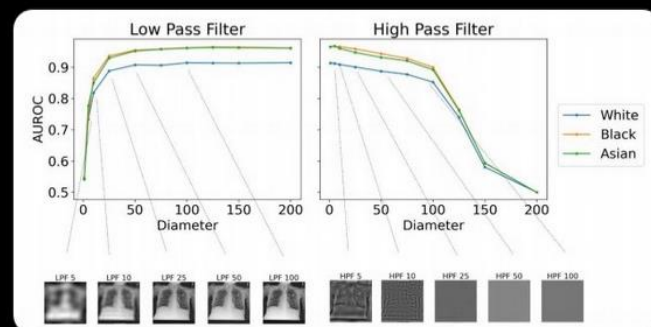 Low Pass Filter
High Pass Filter
AUROC
0.9
0.8
0.7
0.6
0.5
0 50 100 150 200
Diameter
0 50 100 150 200
Diameter
White
Black
Asian
LPF 5 LPF 10 LPF 25 LPF 50 LPF 100
HPF 5 HPF 10 HPF 25 HPF 50 HPF 100